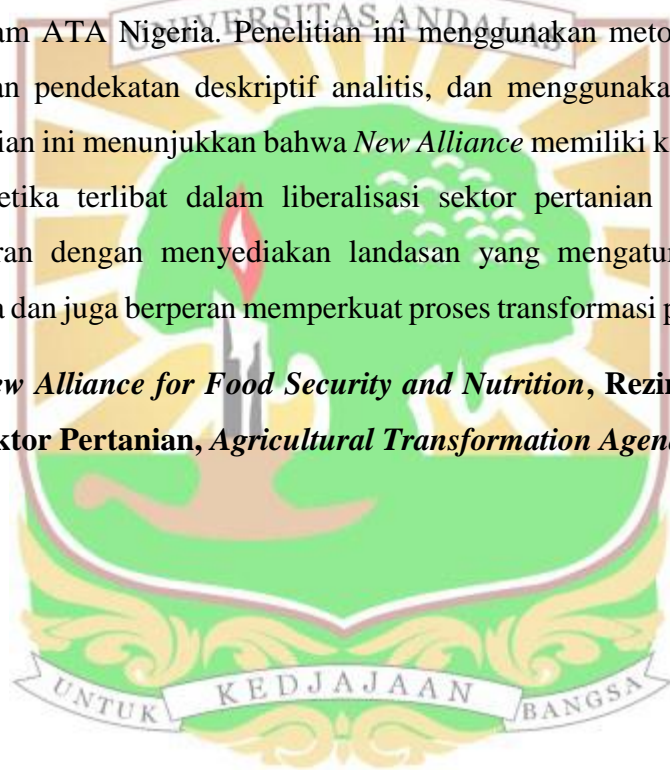 UNIVERSITAS ANDALAS
am ATA Nigeria. Penelitian ini menggunakan meto
an pendekatan deskriptif analitis, dan menggunaka
ian ini menunjukkan bahwa New Alliance memiliki k
etika terlibat dalam liberalisasi sektor pertanian
ran dengan menyediakan landasan yang mengatu
a dan juga berperan memperkuat proses transformasi p
ew Alliance for Food Security and Nutrition, Rezi
ktor Pertanian, Agricultural Transformation Agen
UNTUK KEDJAJAAN BANGSA